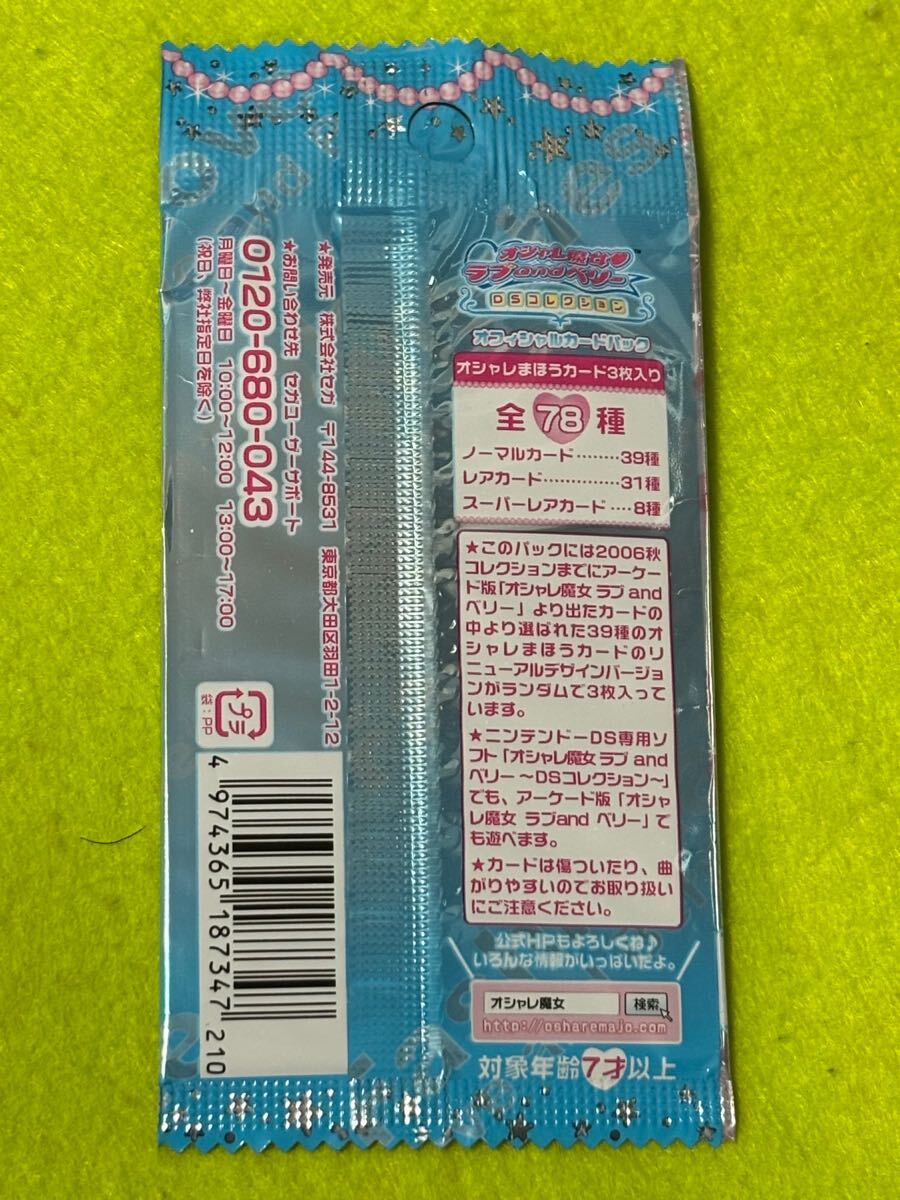 オシャレ魔女♥
ラブandベリー
DSコレクション
オフィシャルカードパック
オシャレまほうカード3枚入り
全78種
ノーマルカード………39種
レアカード……………31種
スーパーレアカード…8種
★このパックには2006秋
コレクションまでにアーケー
ド版「オシャレ魔女 ラブ and
ベリー」より出たカードの
中より選ばれた39種のオ
シャレまほうカードのリ
ニューアルデザインバージョ
ンがランダムで3枚入って
います。
★ニンテンドーDS専用ソ
フト「オシャレ魔女 ラブ and
ベリー ～DSコレクション～」
でも、アーケード版「オシャ
レ魔女 ラブand ベリー」で
も遊べます。
★カードは傷ついたり、曲
がりやすいのでお取り扱い
にご注意ください。
公式HPもよろしくね♪
いろんな情報がいっぱいだよ。
オシャレ魔女 検索
http://osharemajo.com
対象年齢7才以上
★発売元 株式会社セガ 〒144-8531 東京都大田区羽田1-2-12
★お問い合わせ先 セガユーザーサポート
0120-680-043
月曜日～金曜日 10:00～12:00 13:00～17:00
(祝日、弊社指定日を除く)
プラ
袋:PP
4 974365 187347 210